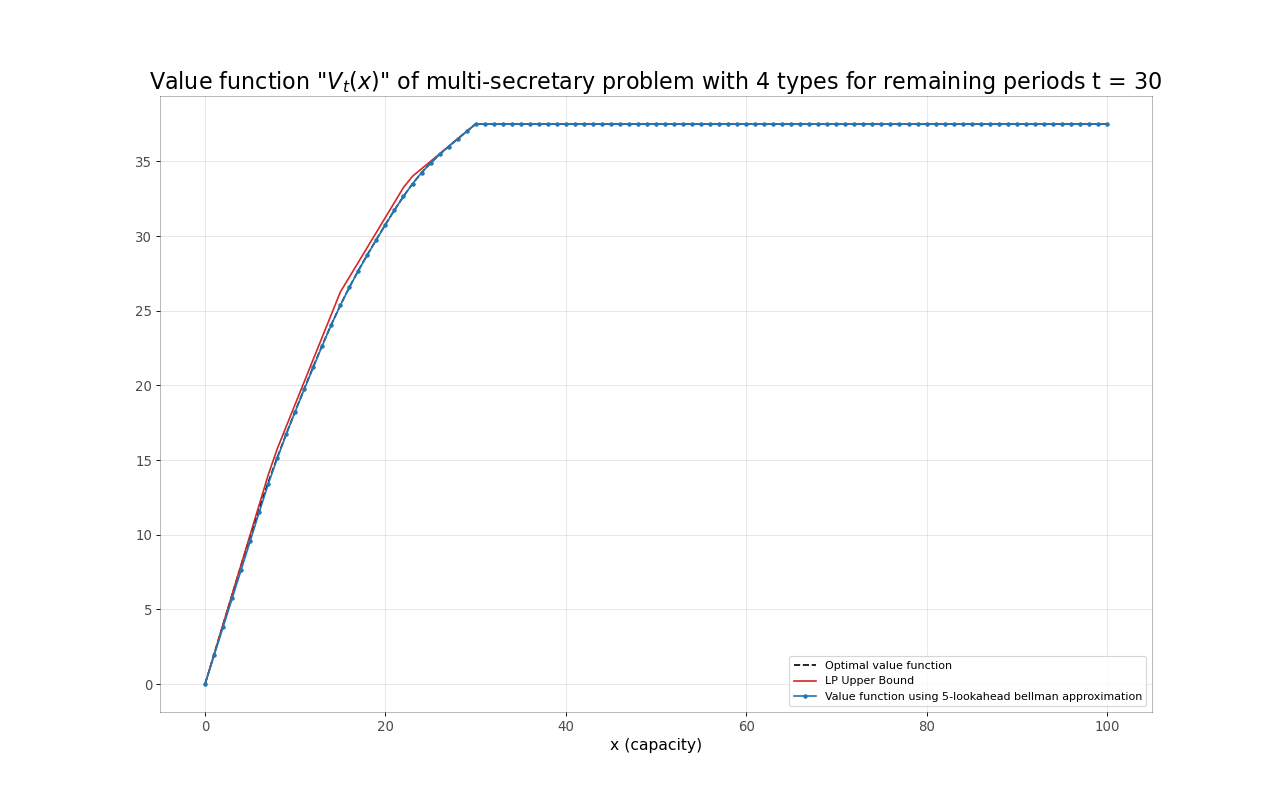 Value function "V_t(x)" of multi-secretary problem with 4 types for remaining periods t = 30
35
30
25
20
15
10
5
0
0 20 40 60 80 100
x (capacity)
Optimal value function
LP Upper Bound
Value function using 5-lookahead bellman approximation